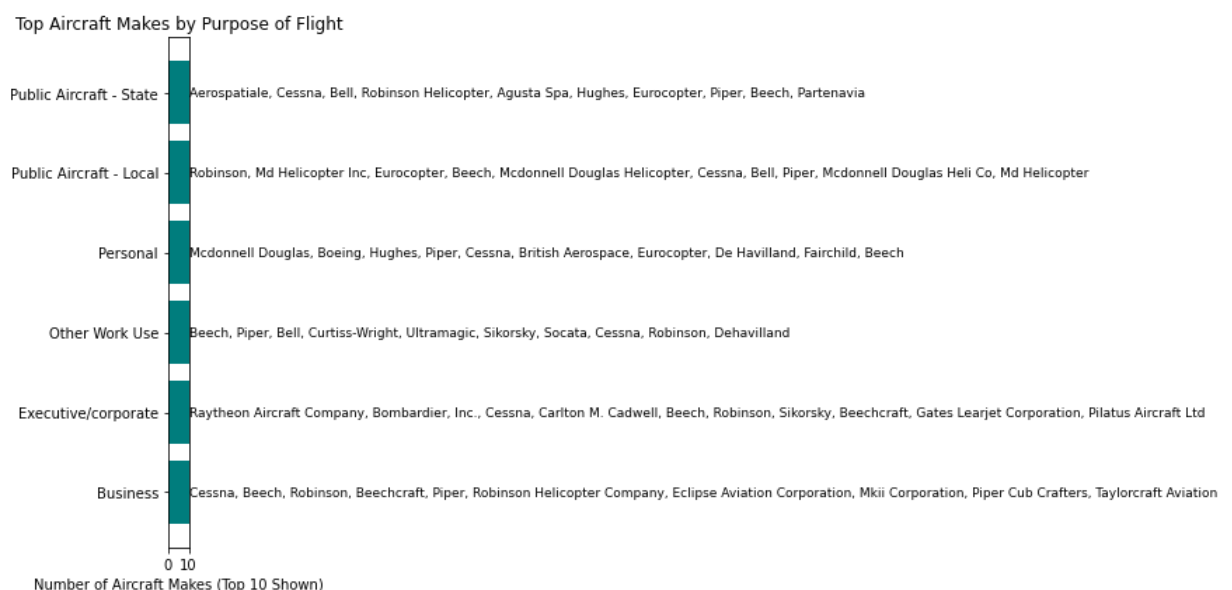 Top Aircraft Makes by Purpose of Flight
Public Aircraft - State
Aerospatiale, Cessna, Bell, Robinson Helicopter, Agusta Spa, Hughes, Eurocopter, Piper, Beech, Partenavia
Public Aircraft - Local
Robinson, Md Helicopter Inc, Eurocopter, Beech, Mcdonnell Douglas Helicopter, Cessna, Bell, Piper, Mcdonnell Douglas Heli Co, Md Helicopter
Personal
Mcdonnell Douglas, Boeing, Hughes, Piper, Cessna, British Aerospace, Eurocopter, De Havilland, Fairchild, Beech
Other Work Use
Beech, Piper, Bell, Curtiss-Wright, Ultramagic, Sikorsky, Socata, Cessna, Robinson, Dehavilland
Executive/corporate
Raytheon Aircraft Company, Bombardier, Inc., Cessna, Carlton M. Cadwell, Beech, Robinson, Sikorsky, Beechcraft, Gates Learjet Corporation, Pilatus Aircraft Ltd
Business
Cessna, Beech, Robinson, Beechcraft, Piper, Robinson Helicopter Company, Eclipse Aviation Corporation, Mkii Corporation, Piper Cub Crafters, Taylorcraft Aviation
0 10
Number of Aircraft Makes (Top 10 Shown)